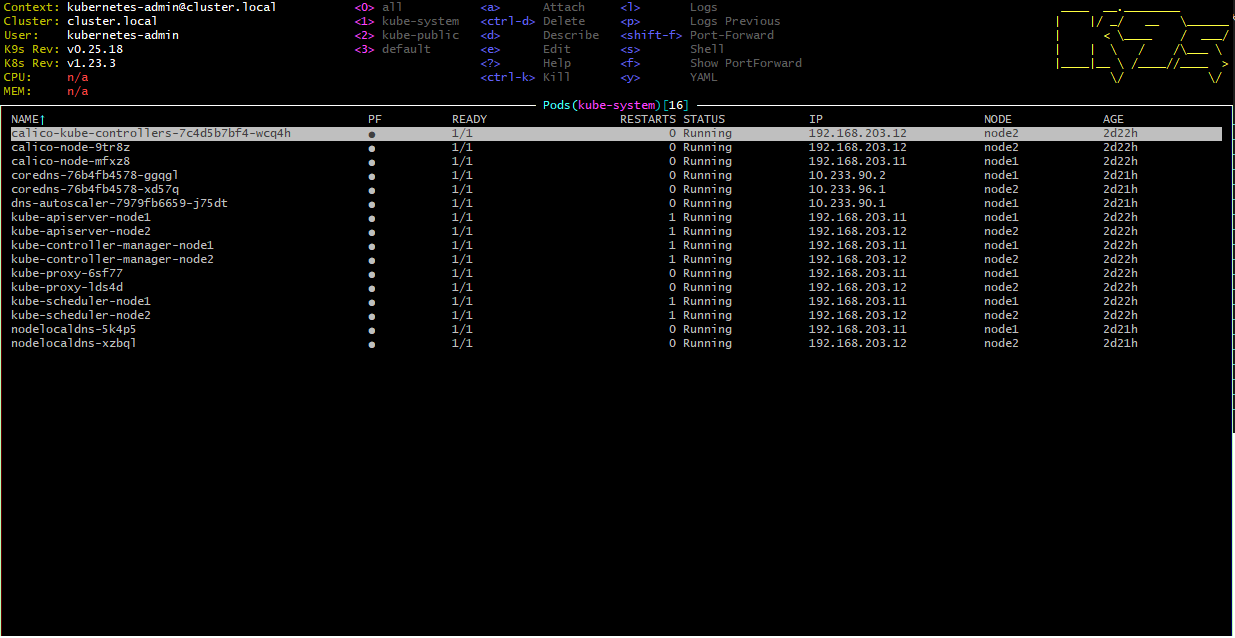 Context: kubernetes-admin@cluster.local <0> all <a> Attach <l> Logs
Cluster: cluster.local <1> kube-system <ctrl-d> Delete <p> Logs Previous
User: kubernetes-admin <2> kube-public <d> Describe <shift-f> Port-Forward
K9s Rev: v0.25.18 <3> default <e> Edit <s> Shell
K8s Rev: v1.23.3 <?> Help <f> Show PortForward
CPU: n/a <ctrl-k> Kill <y> YAML
MEM: n/a
Pods(kube-system)[16]
NAME↑ PF READY RESTARTS STATUS IP NODE AGE
calico-kube-controllers-7c4d5b7bf4-wcq4h ● 1/1 0 Running 192.168.203.12 node2 2d22h
calico-node-9tr8z ● 1/1 0 Running 192.168.203.12 node2 2d22h
calico-node-mfxz8 ● 1/1 0 Running 192.168.203.11 node1 2d22h
coredns-76b4fb4578-ggqgl ● 1/1 0 Running 10.233.90.2 node1 2d21h
coredns-76b4fb4578-xd57q ● 1/1 0 Running 10.233.96.1 node2 2d21h
dns-autoscaler-7979fb6659-j75dt ● 1/1 0 Running 10.233.90.1 node1 2d21h
kube-apiserver-node1 ● 1/1 1 Running 192.168.203.11 node1 2d22h
kube-apiserver-node2 ● 1/1 1 Running 192.168.203.12 node2 2d22h
kube-controller-manager-node1 ● 1/1 1 Running 192.168.203.11 node1 2d22h
kube-controller-manager-node2 ● 1/1 1 Running 192.168.203.12 node2 2d22h
kube-proxy-6sf77 ● 1/1 0 Running 192.168.203.11 node1 2d22h
kube-proxy-lds4d ● 1/1 0 Running 192.168.203.12 node2 2d22h
kube-scheduler-node1 ● 1/1 1 Running 192.168.203.11 node1 2d22h
kube-scheduler-node2 ● 1/1 1 Running 192.168.203.12 node2 2d22h
nodelocaldns-5k4p5 ● 1/1 0 Running 192.168.203.11 node1 2d21h
nodelocaldns-xzbql ● 1/1 0 Running 192.168.203.12 node2 2d21h